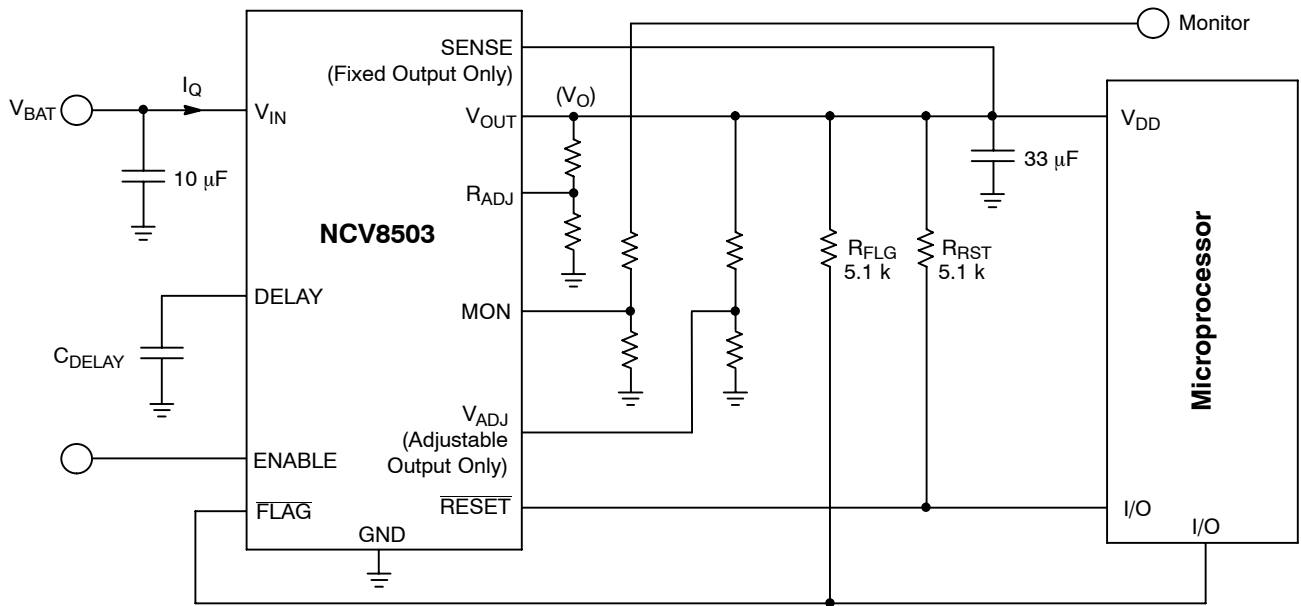 Monitor
SENSE
(Fixed Output Only)
V_BAT
I_Q
V_IN
(V_O)
V_OUT
V_DD
10 μF
33 μF
R_ADJ
NCV8503
R_FLG
5.1 k
R_RST
5.1 k
Microprocessor
DELAY
MON
C_DELAY
V_ADJ
(Adjustable
Output Only)
ENABLE
FLAG
RESET
I/O
I/O
GND